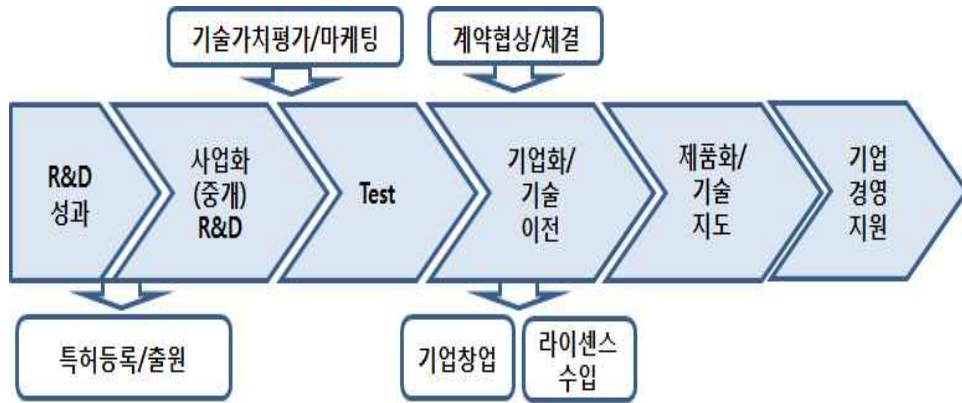 기술가치평가/마케팅
계약협상/체결
R&D
성과
사업화
(중개)
R&D
Test
기업화/
기술
이전
제품화/
기술
지도
기업
경영
지원
특허등록/출원
기업창업
라이센스
수입